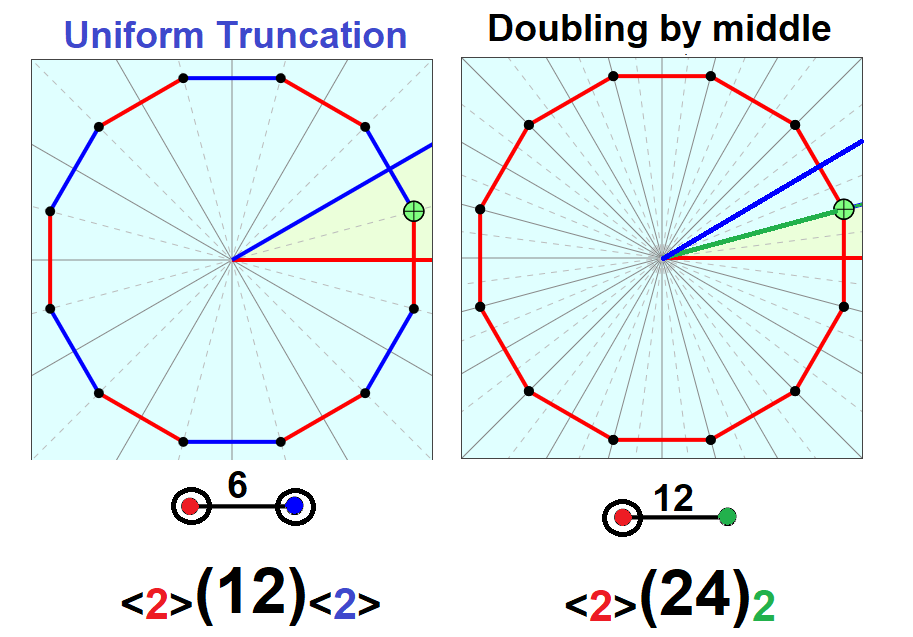 Uniform Truncation
Doubling by middle
6
12
<2>(12)<2>
<2>(24)2